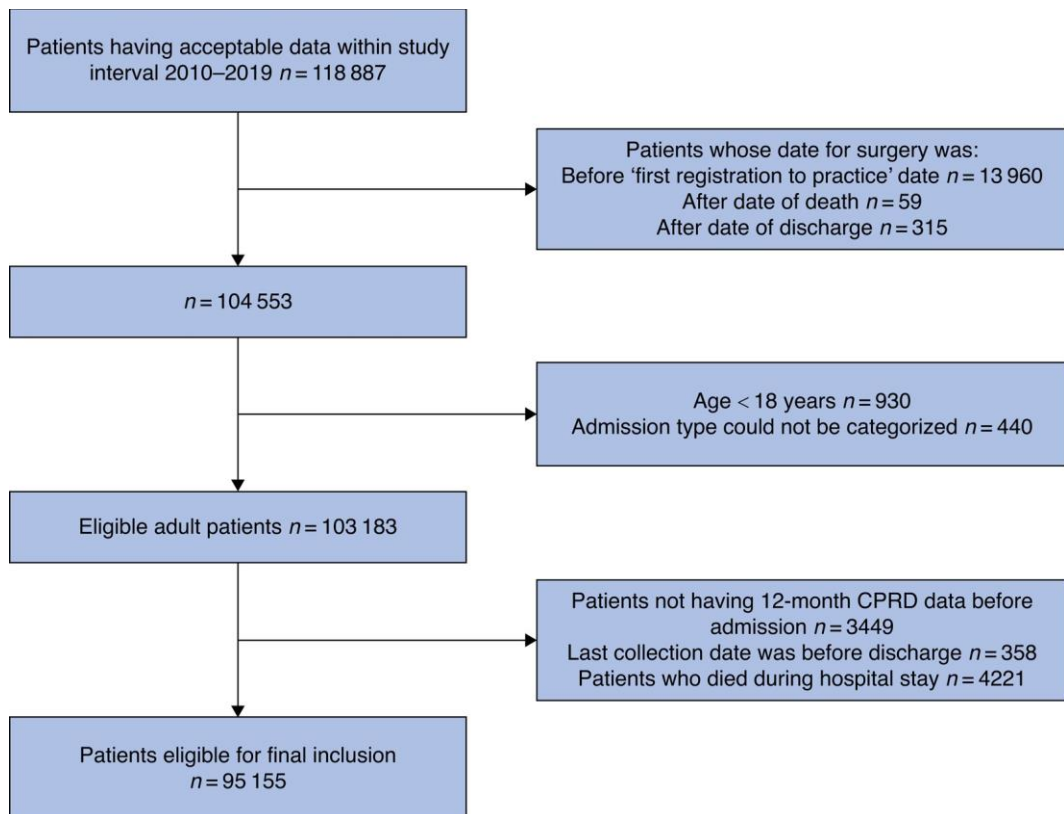 Patients having acceptable data within study
interval 2010–2019 n = 118 887
Patients whose date for surgery was:
Before ‘first registration to practice’ date n = 13 960
After date of death n = 59
After date of discharge n = 315
n = 104 553
Age < 18 years n = 930
Admission type could not be categorized n = 440
Eligible adult patients n = 103 183
Patients not having 12-month CPRD data before
admission n = 3449
Last collection date was before discharge n = 358
Patients who died during hospital stay n = 4221
Patients eligible for final inclusion
n = 95 155